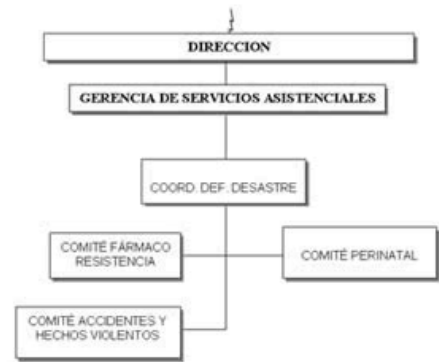 DIRECCION
GERENCIA DE SERVICIOS ASISTENCIALES
COORD. DEF. DESASTRE
COMITÉ FÁRMACO
RESISTENCIA
COMITÉ PERINATAL
COMITÉ ACCIDENTES Y
HECHOS VIOLENTOS